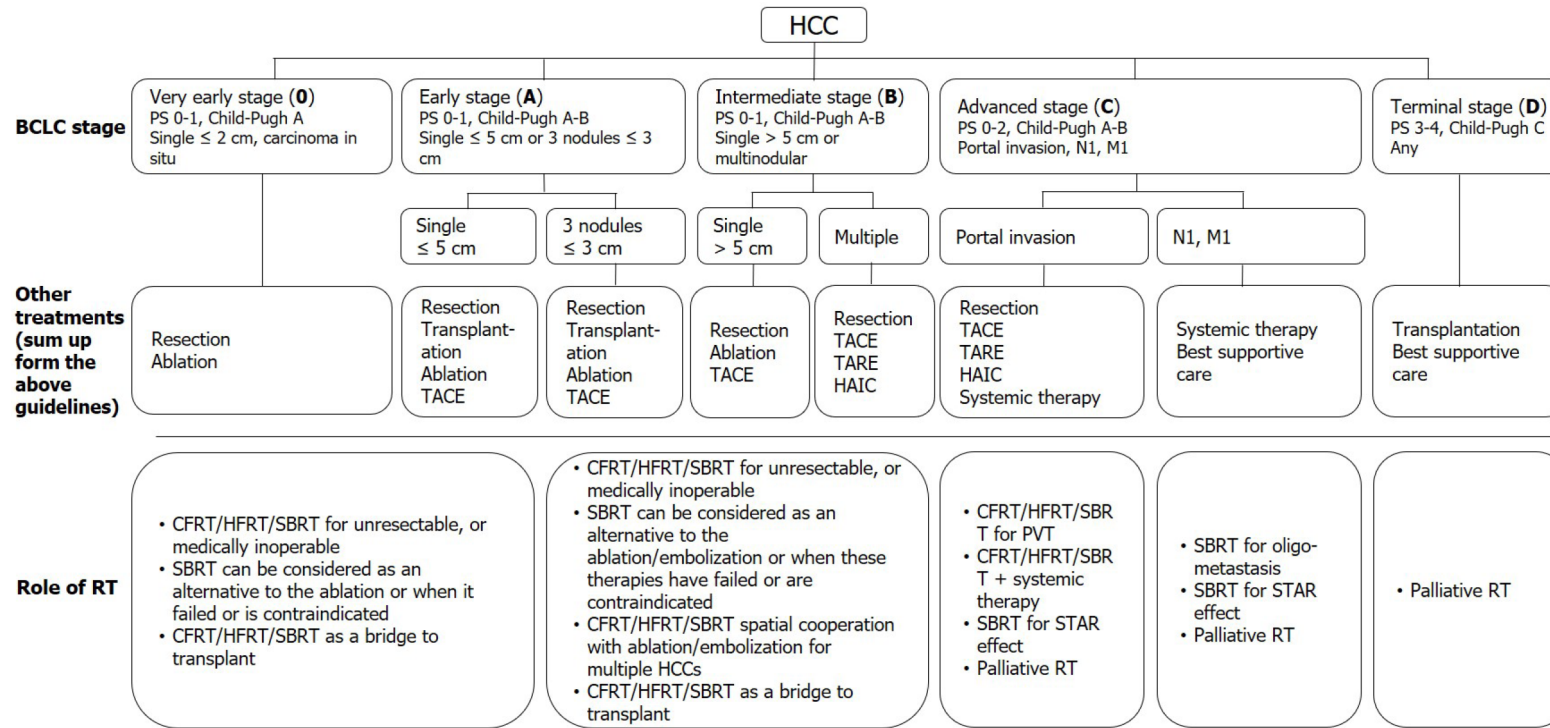 HCC
BCLC stage
Very early stage (0)
PS 0-1, Child-Pugh A
Single ≤ 2 cm, carcinoma in
situ
Early stage (A)
PS 0-1, Child-Pugh A-B
Single ≤ 5 cm or 3 nodules ≤ 3
cm
Intermediate stage (B)
PS 0-1, Child-Pugh A-B
Single > 5 cm or
multinodular
Advanced stage (C)
PS 0-2, Child-Pugh A-B
Portal invasion, N1, M1
Terminal stage (D)
PS 3-4, Child-Pugh C
Any
Single
≤ 5 cm
3 nodules
≤ 3 cm
Single
> 5 cm
Multiple
Portal invasion
N1, M1
Other
treatments
(sum up
form the
above
guidelines)
Resection
Ablation
Resection
Transplant-
ation
Ablation
TACE
Resection
Transplant-
ation
Ablation
TACE
Resection
Ablation
TACE
Resection
TACE
TARE
HAIC
Resection
TACE
TARE
HAIC
Systemic therapy
Systemic therapy
Best supportive
care
Transplantation
Best supportive
care
Role of RT
• CFRT/HFRT/SBRT for unresectable, or
medically inoperable
• SBRT can be considered as an
alternative to the ablation or when it
failed or is contraindicated
• CFRT/HFRT/SBRT as a bridge to
transplant
• CFRT/HFRT/SBRT for unresectable, or
medically inoperable
• SBRT can be considered as an
alternative to the
ablation/embolization or when these
therapies have failed or are
contraindicated
• CFRT/HFRT/SBRT spatial cooperation
with ablation/embolization for
multiple HCCs
• CFRT/HFRT/SBRT as a bridge to
transplant
• CFRT/HFRT/SBR
T for PVT
• CFRT/HFRT/SBR
T + systemic
therapy
• SBRT for STAR
effect
• Palliative RT
• SBRT for oligo-
metastasis
• SBRT for STAR
effect
• Palliative RT
• Palliative RT